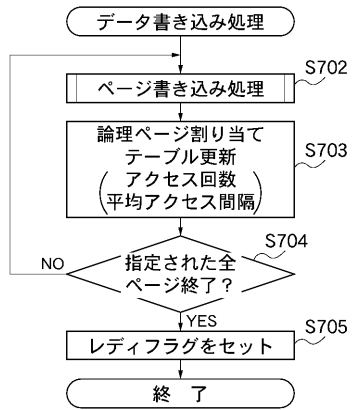 データ書き込み処理
S702
ページ書き込み処理
S703
論理ページ割り当て
テーブル更新
(アクセス回数
平均アクセス間隔)
S704
NO
指定された全
ページ終了？
YES
S705
レディフラグをセット
終 了